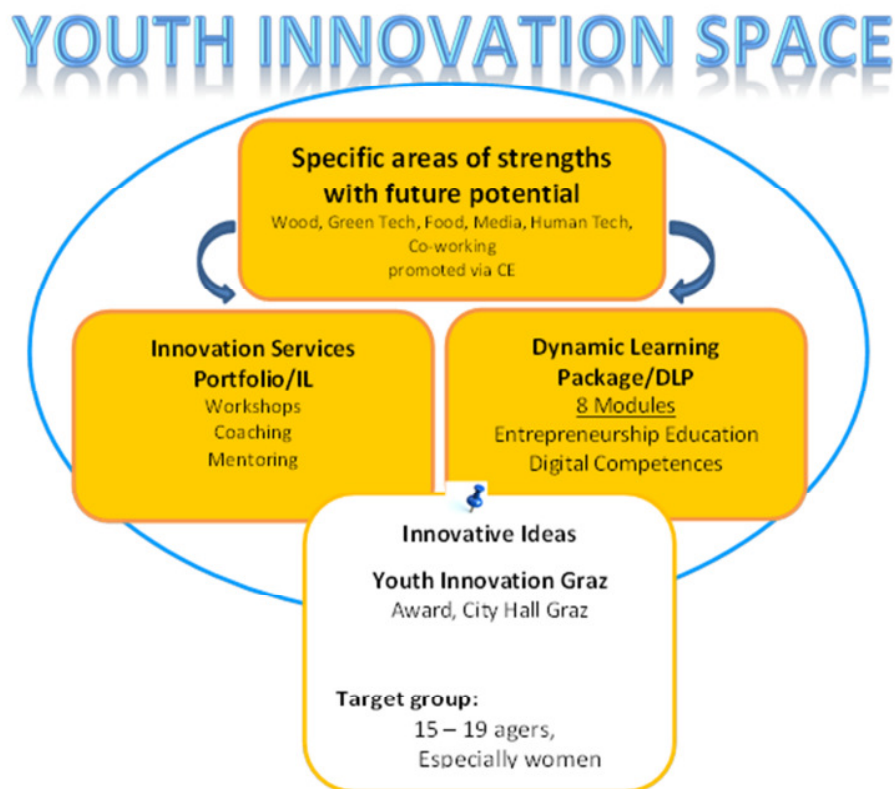 YOUTH INNOVATION SPACE
Specific areas of strengths
with future potential
Wood, Green Tech, Food, Media, Human Tech,
Co-working
promoted via CE
Innovation Services
Portfolio/IL
Workshops
Coaching
Mentoring
Dynamic Learning
Package/DLP
8 Modules
Entrepreneurship Education
Digital Competences
Innovative Ideas
Youth Innovation Graz
Award, City Hall Graz
Target group:
15 – 19 agers,
Especially women